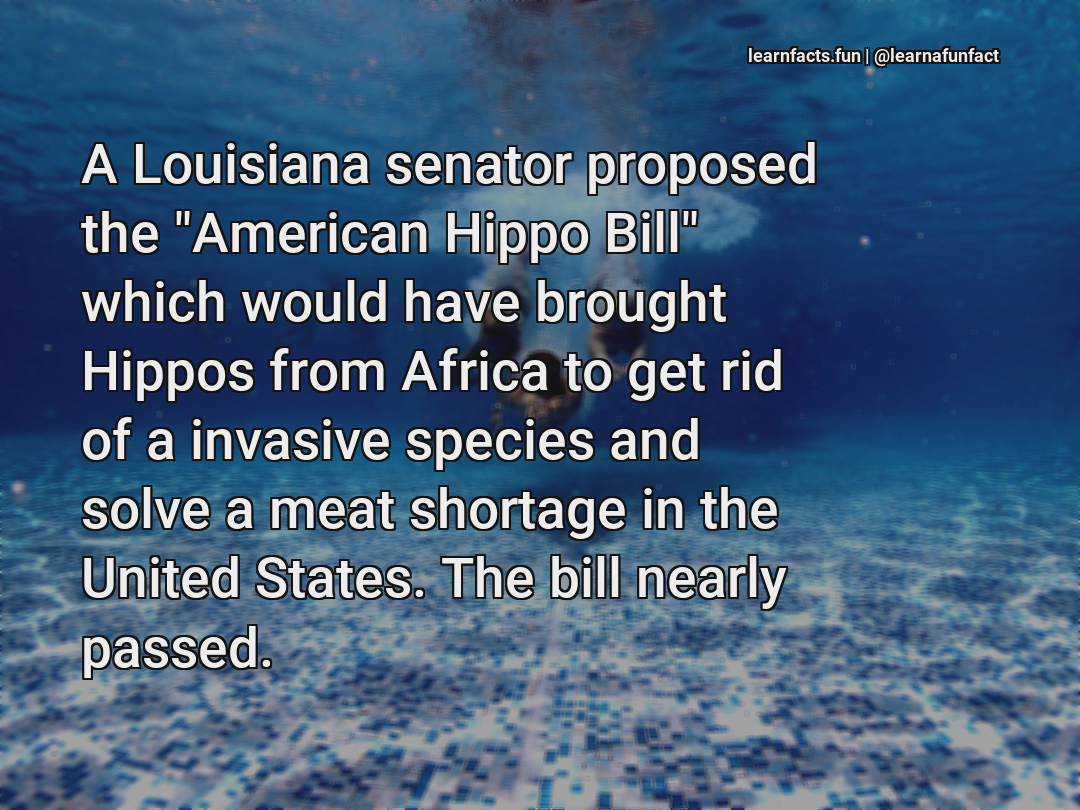 learnfacts.fun | @learnafunfact
A Louisiana senator proposed
the "American Hippo Bill"
which would have brought
Hippos from Africa to get rid
of a invasive species and
solve a meat shortage in the
United States. The bill nearly
passed.